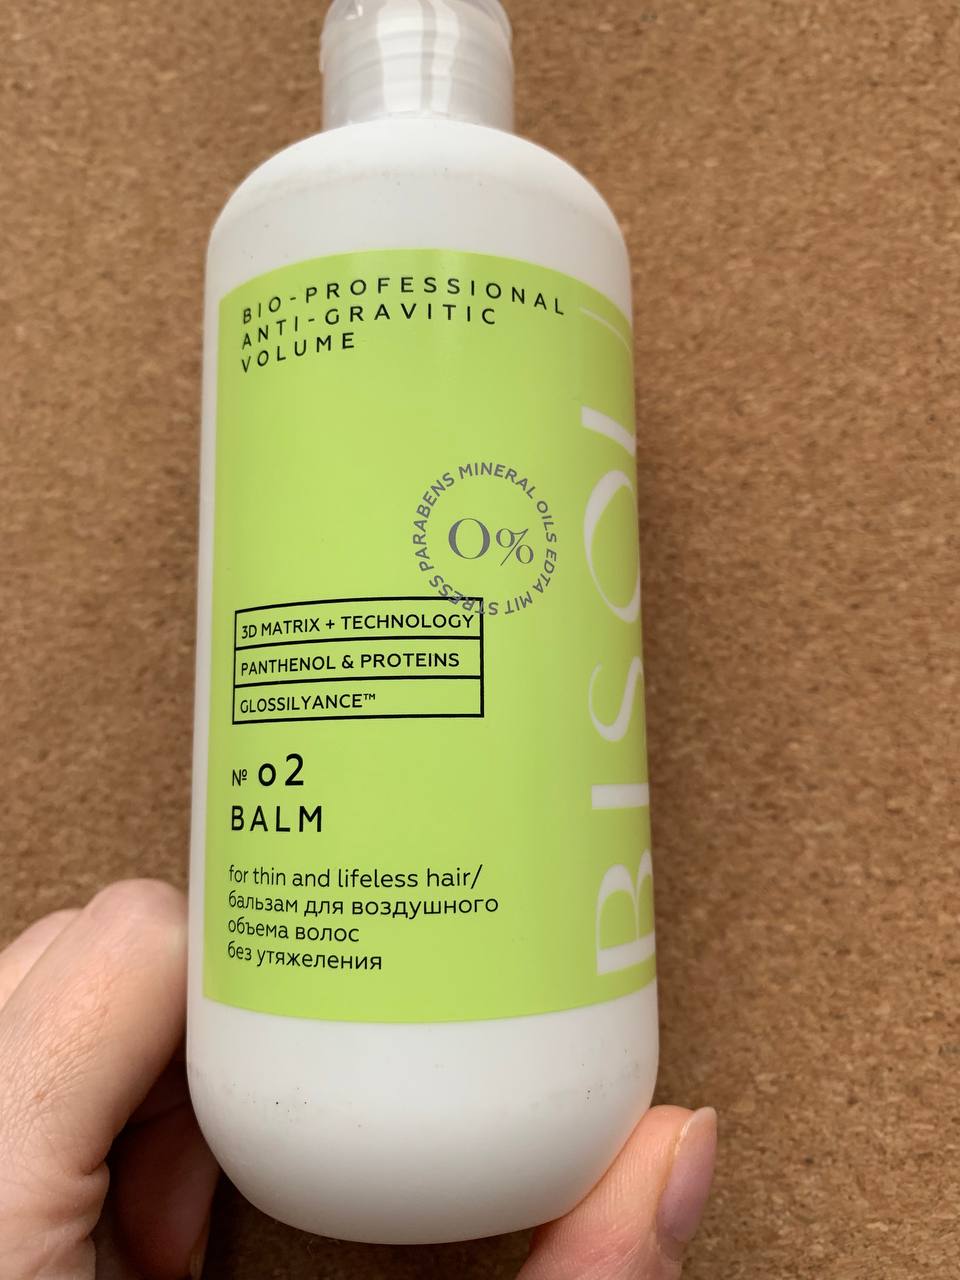 BIO-PROFESSIONAL
ANTI-GRAVITIC
VOLUME
PARABENS MINERAL OILS EDTA MIT STRESS
0%
3D MATRIX + TECHNOLOGY
PANTHENOL & PROTEINS
GLOSSILYANCE™
№ o2
BALM
for thin and lifeless hair/
бальзам для воздушного
объема волос
без утяжеления